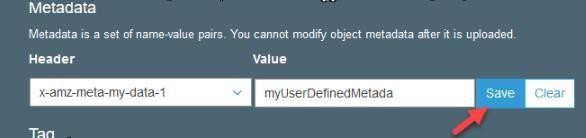 Metadata
Metadata is a set of name-value pairs. You cannot modify object metadata after it is uploaded.
Header Value
x-amz-meta-my-data-1 myUserDefinedMetada Save Clear
Tag